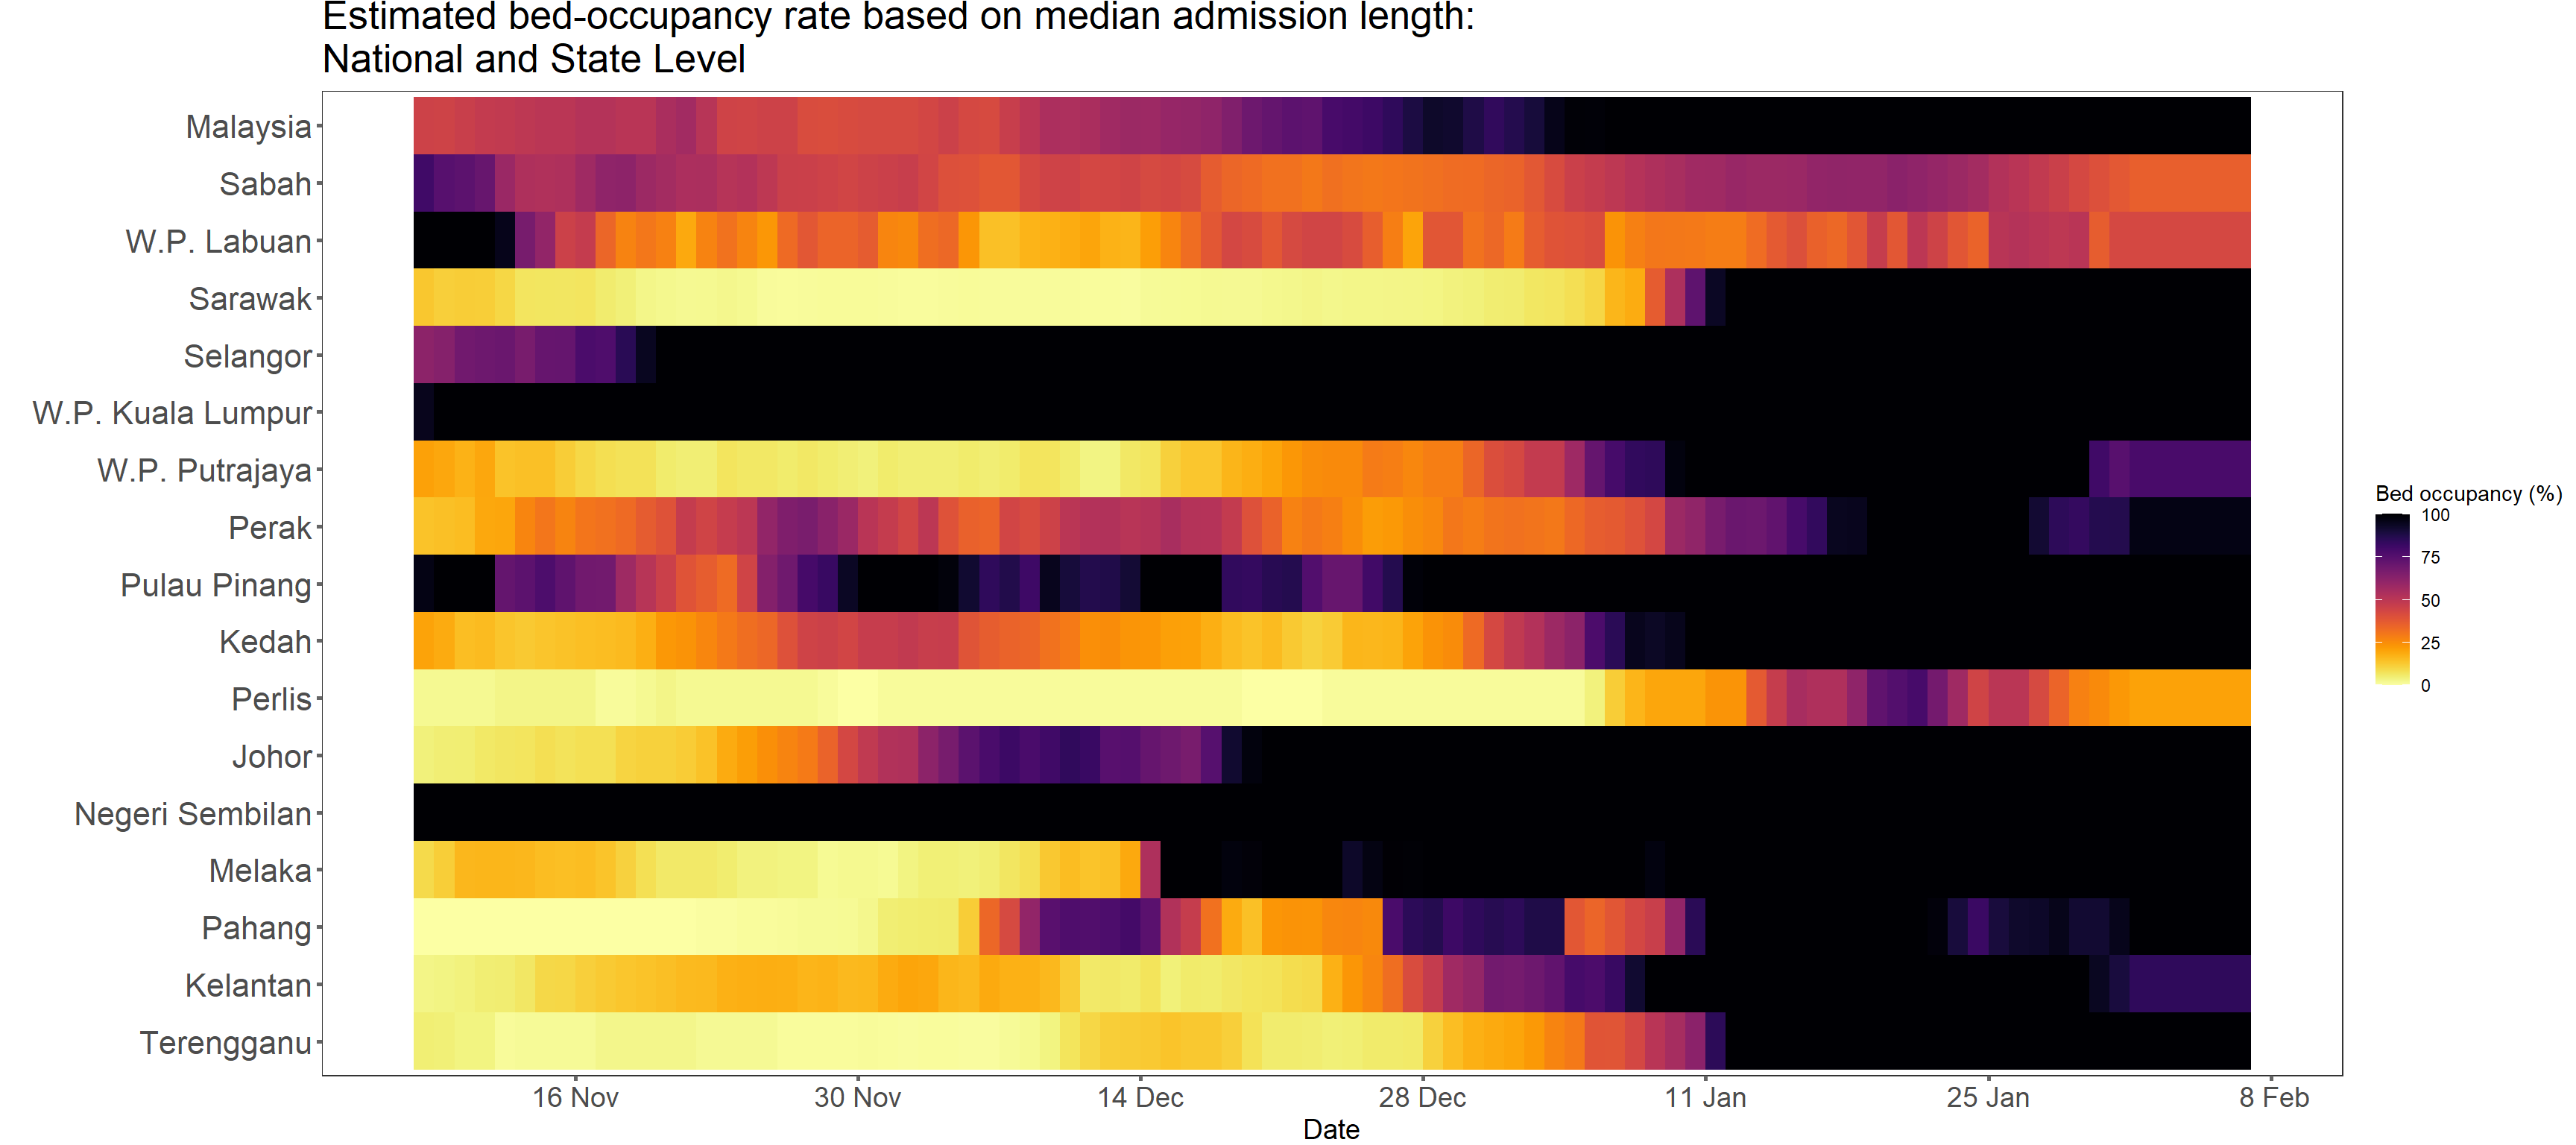 Estimated bed-occupancy rate based on median admission length:
National and State Level
Malaysia
Sabah
W.P. Labuan
Sarawak
Selangor
W.P. Kuala Lumpur
W.P. Putrajaya
Perak
Pulau Pinang
Kedah
Perlis
Johor
Negeri Sembilan
Melaka
Pahang
Kelantan
Terengganu
16 Nov
30 Nov
14 Dec
28 Dec
11 Jan
25 Jan
8 Feb
Date
Bed occupancy (%)
100
75
50
25
0